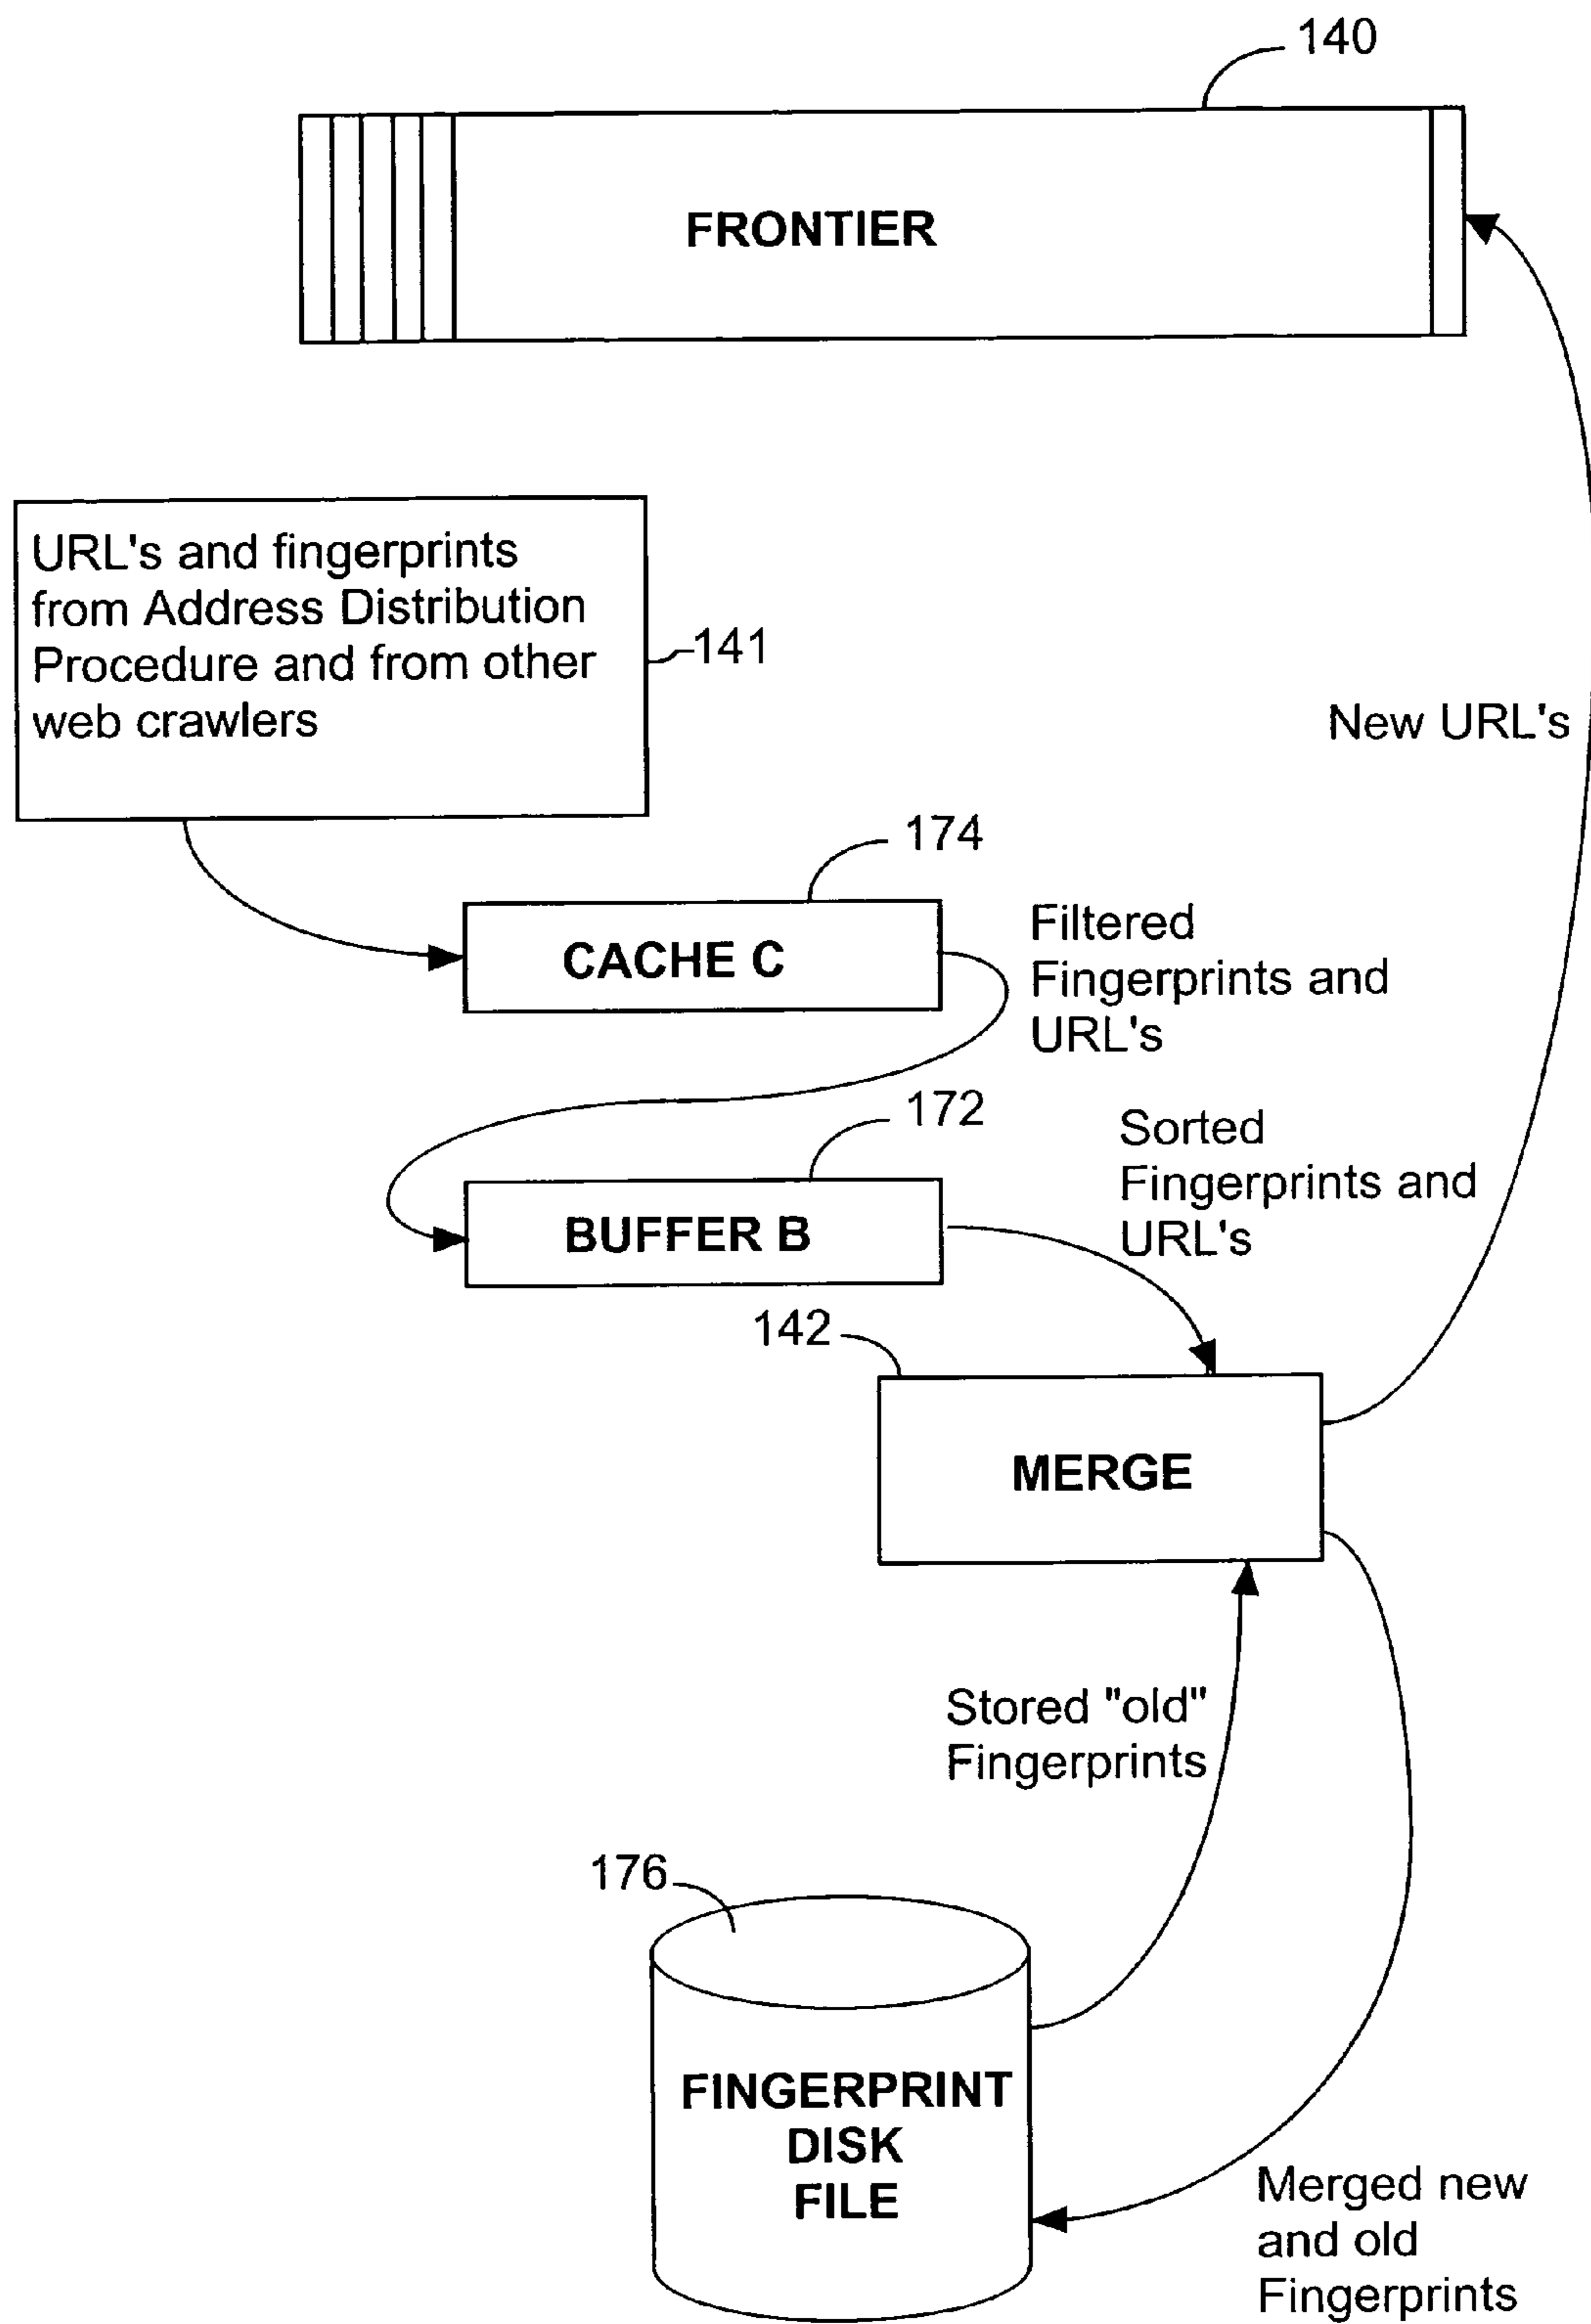 140
FRONTIER
URL's and fingerprints
from Address Distribution
Procedure and from other
web crawlers
141
New URL's
174
CACHE C
Filtered
Fingerprints and
URL's
172
BUFFER B
Sorted
Fingerprints and
URL's
142
MERGE
Stored "old"
Fingerprints
176
FINGERPRINT
DISK
FILE
Merged new
and old
Fingerprints